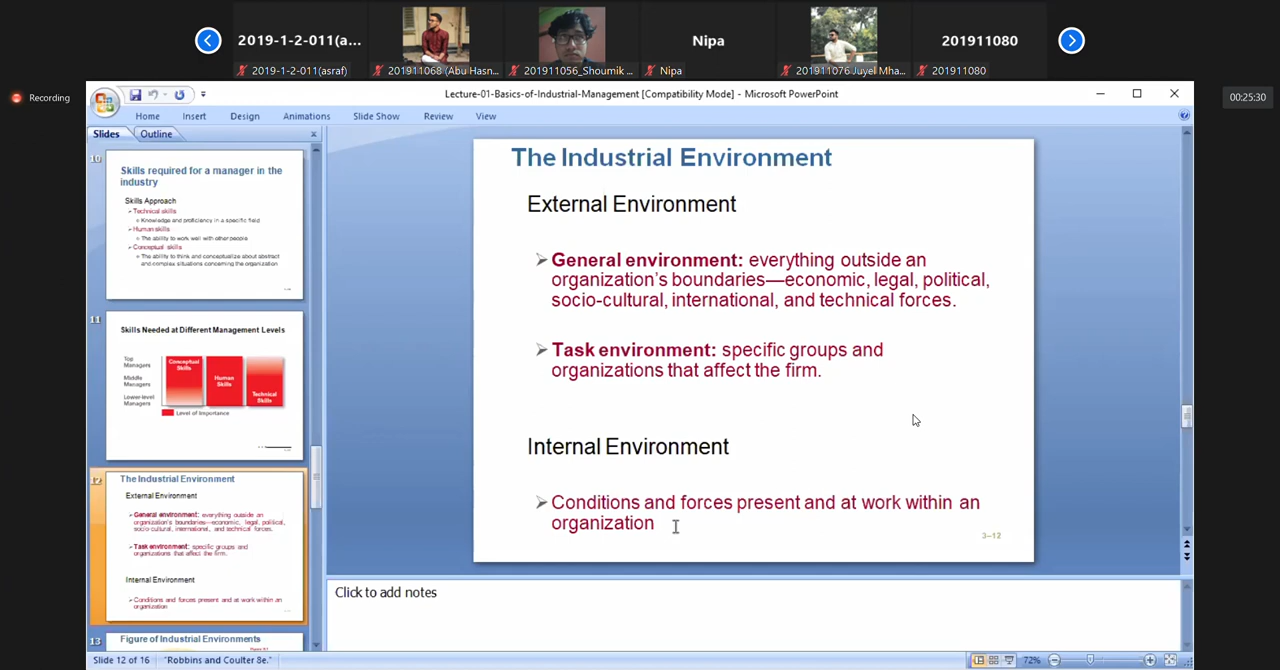 2019-1-2-011(a...
Nipa
201911080
2019-1-2-011(asraf)
201911068 (Abu Hasn...
201911056_Shoumik ...
Nipa
201911076 Juyel Mha...
201911080
Recording
00:25:30
Lecture-01-Basics-of-Industrial-Management [Compatibility Mode] - Microsoft PowerPoint
Home
Insert
Design
Animations
Slide Show
Review
View
Slides
Outline
10
Skills required for a manager in the
industry
Skills Approach
Technical skills
Knowledge and proficiency in a specific field
Human skills
The ability to work well with other people
Conceptual skills
The ability to think and conceptualize about abstract
and complex situations concerning the organization
11
Skills Needed at Different Management Levels
Top
Managers
Middle
Managers
Lower-level
Managers
Conceptual
Skills
Human
Skills
Technical
Skills
Level of Importance
12
The Industrial Environment
External Environment
General environment: everything outside an
organization's boundaries—economic, legal, political,
socio-cultural, international, and technical forces.
Task environment: specific groups and
organizations that affect the firm.
Internal Environment
Conditions and forces present and at work within an
organization
13
Figure of Industrial Environments
The Industrial Environment
External Environment
General environment: everything outside an
organization's boundaries—economic, legal, political,
socio-cultural, international, and technical forces.
Task environment: specific groups and
organizations that affect the firm.
Internal Environment
Conditions and forces present and at work within an
organization
3–12
Click to add notes
Slide 12 of 16
"Robbins and Coulter 8e."
72%